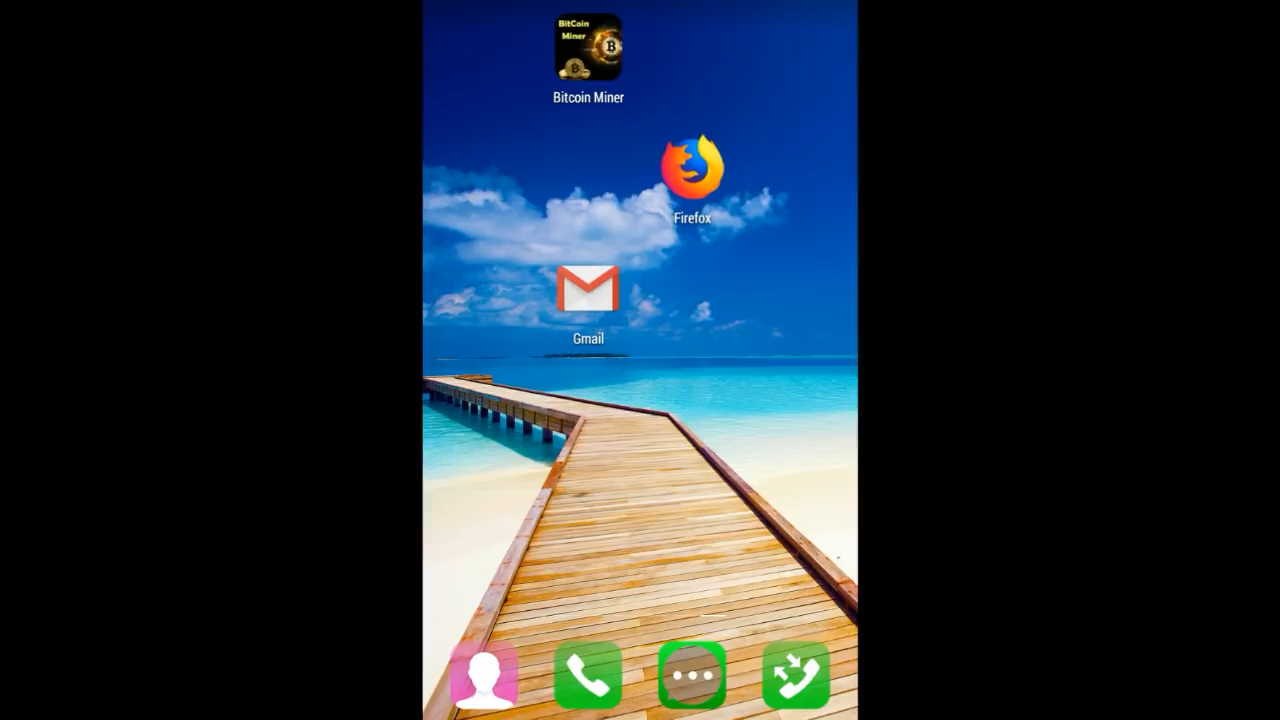 BitCoin
Miner
Bitcoin Miner
Firefox
Gmail